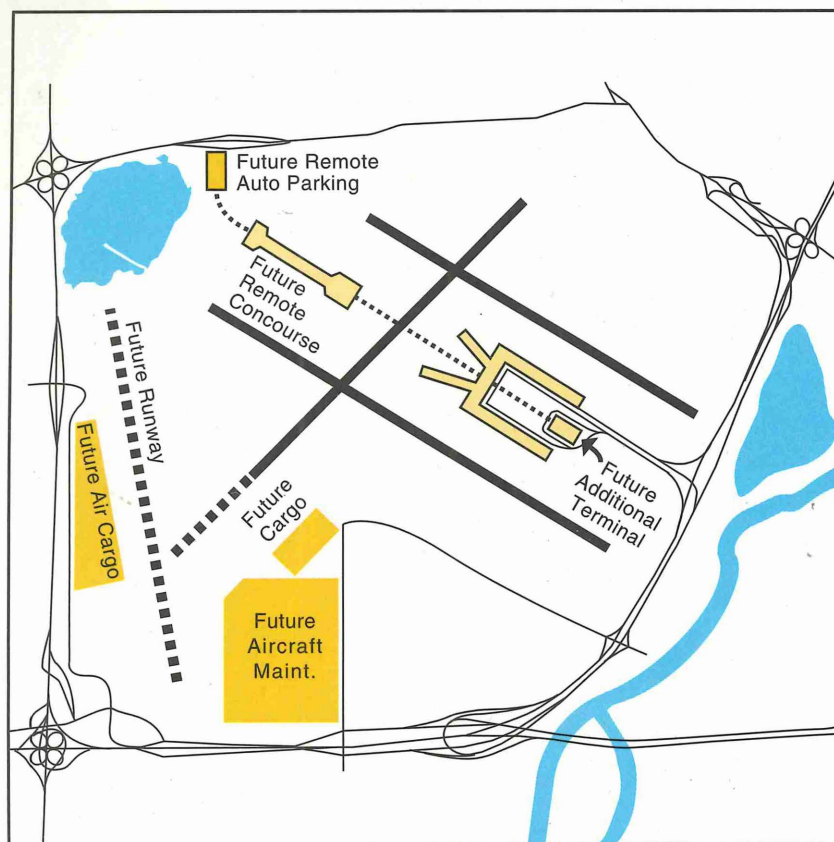 Future Remote
Auto Parking
Future
Remote
Concourse
Future Runway
Future Air Cargo
Future
Cargo
Future
Additional
Terminal
Future
Aircraft
Maint.